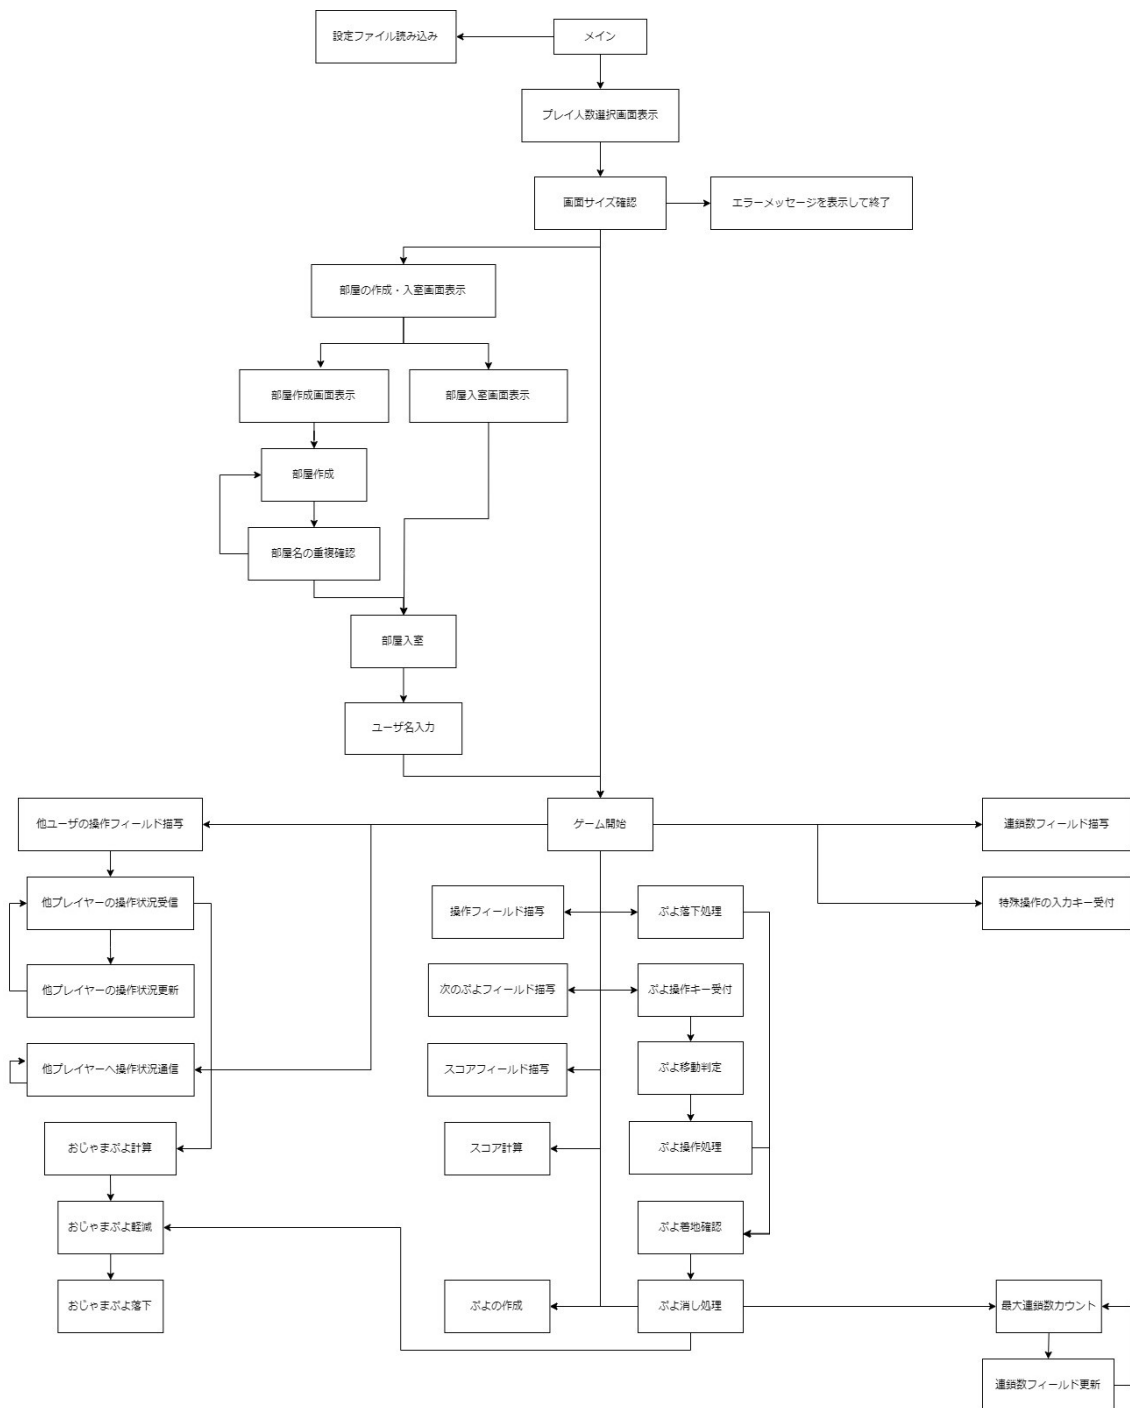 設定ファイル読み込み
メイン
プレイ人数選択画面表示
画面サイズ確認
エラーメッセージを表示して終了
部屋の作成・入室画面表示
部屋作成画面表示
部屋入室画面表示
部屋作成
部屋名の重複確認
部屋入室
ユーザ名入力
他ユーザの操作フィールド描写
ゲーム開始
連鎖数フィールド描写
他プレイヤーの操作状況受信
操作フィールド描写
ぷよ落下処理
特殊操作の入力キー受付
他プレイヤーの操作状況更新
次のぷよフィールド描写
ぷよ操作キー受付
他プレイヤーへ操作状況通信
スコアフィールド描写
ぷよ移動判定
おじゃまぷよ計算
スコア計算
ぷよ操作処理
おじゃまぷよ軽減
ぷよ着地確認
おじゃまぷよ落下
ぷよの作成
ぷよ消し処理
最大連鎖数カウント
連鎖数フィールド更新